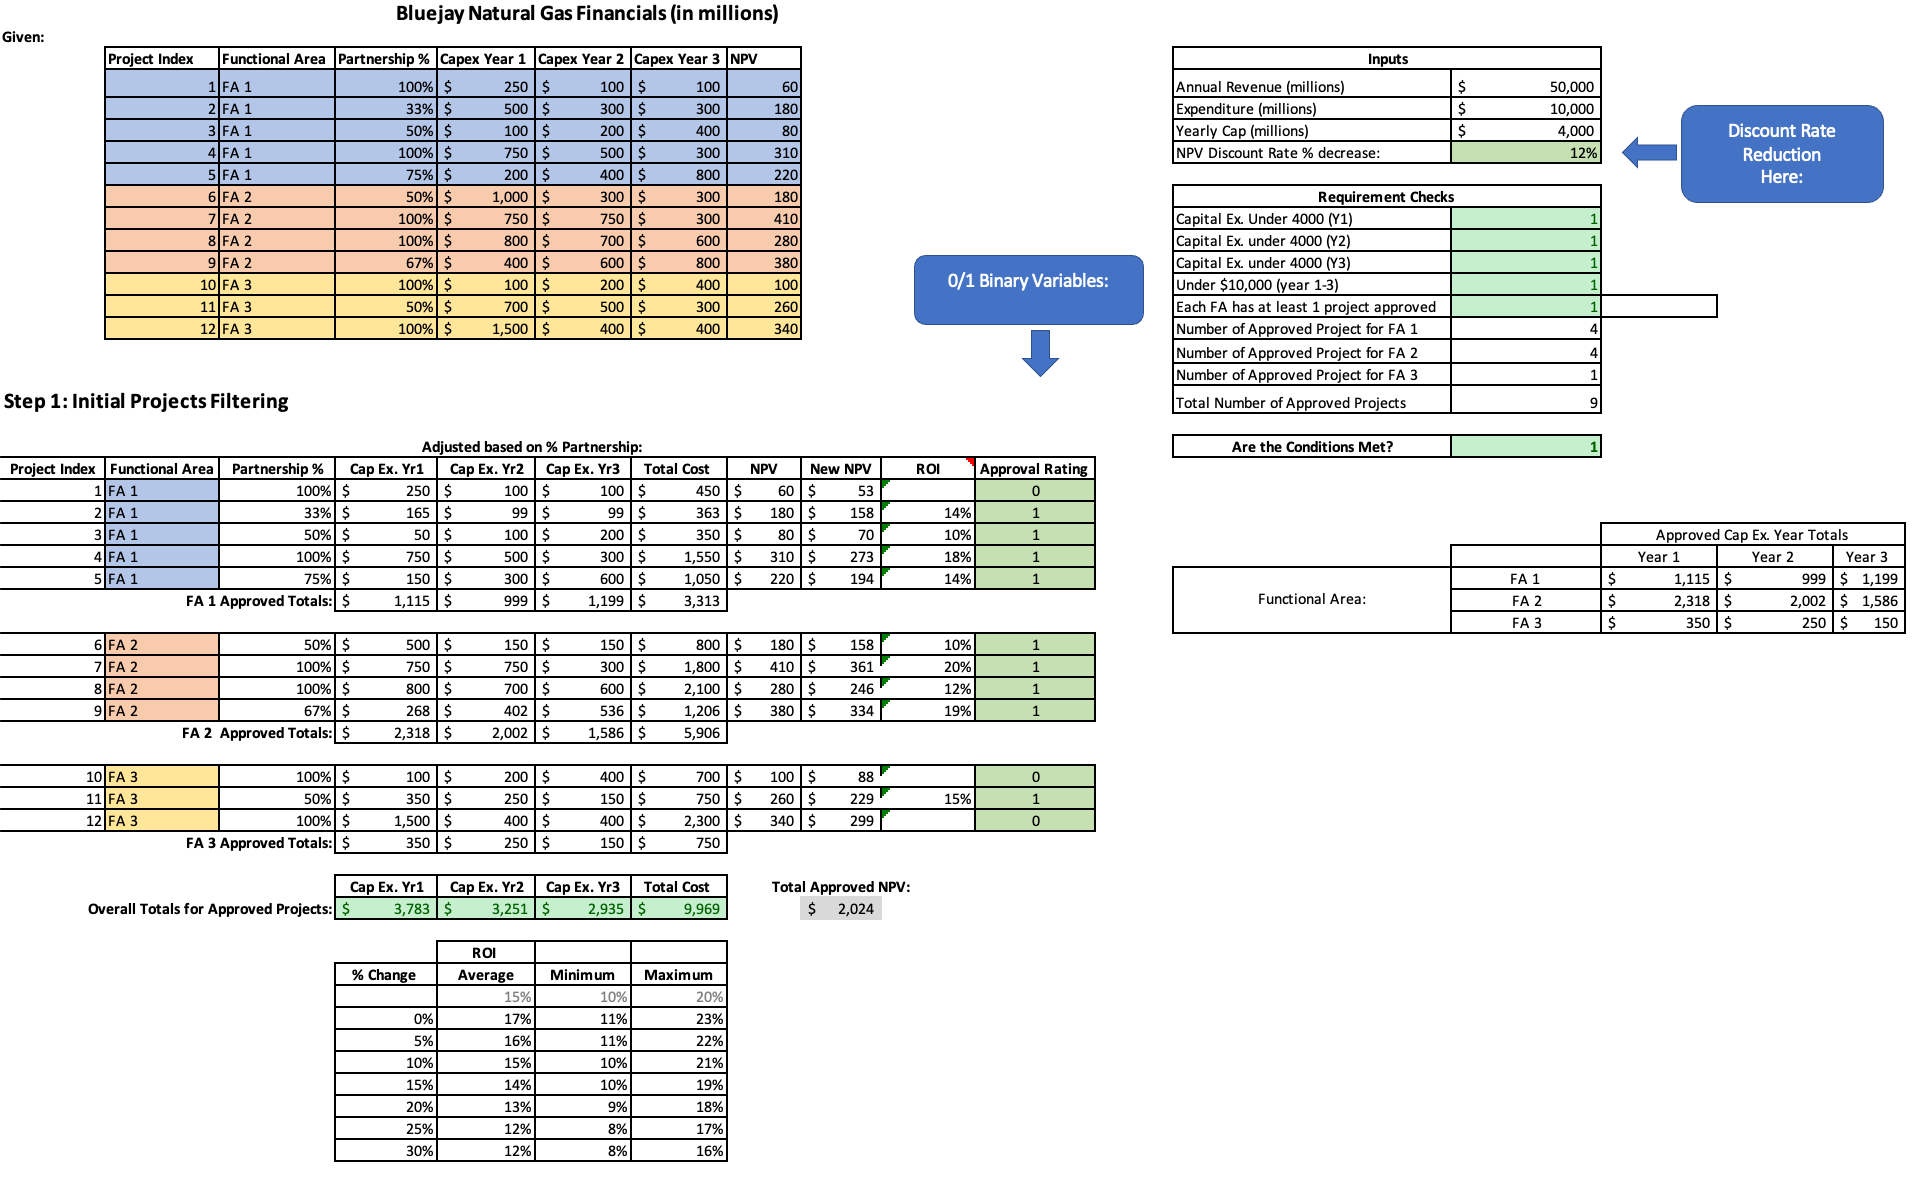 Bluejay Natural Gas Financials (in millions)
Given:
Project Index Functional Area Partnership % Capex Year 1 Capex Year 2 Capex Year 3 NPV
1 FA 1 100% $ 250 $ 100 $ 100 60
2 FA 1 33% $ 500 $ 300 $ 300 180
3 FA 1 50% $ 100 $ 200 $ 400 80
4 FA 1 100% $ 750 $ 500 $ 300 310
5 FA 1 75% $ 200 $ 400 $ 800 220
6 FA 2 50% $ 1,000 $ 300 $ 300 180
7 FA 2 100% $ 750 $ 750 $ 300 410
8 FA 2 100% $ 800 $ 700 $ 600 280
9 FA 2 67% $ 400 $ 600 $ 800 380
10 FA 3 100% $ 100 $ 200 $ 400 100
11 FA 3 50% $ 700 $ 500 $ 300 260
12 FA 3 100% $ 1,500 $ 400 $ 400 340
Inputs
Annual Revenue (millions) $ 50,000
Expenditure (millions) $ 10,000
Yearly Cap (millions) $ 4,000
NPV Discount Rate % decrease: 12%
Discount Rate
Reduction
Here:
Requirement Checks
Capital Ex. Under 4000 (Y1) 1
Capital Ex. under 4000 (Y2) 1
Capital Ex. under 4000 (Y3) 1
Under $10,000 (year 1-3) 1
Each FA has at least 1 project approved 1
Number of Approved Project for FA 1 4
Number of Approved Project for FA 2 4
Number of Approved Project for FA 3 1
Total Number of Approved Projects 9
Are the Conditions Met? 1
0/1 Binary Variables:
Step 1: Initial Projects Filtering
Adjusted based on % Partnership:
Project Index Functional Area Partnership % Cap Ex. Yr1 Cap Ex. Yr2 Cap Ex. Yr3 Total Cost NPV New NPV ROI Approval Rating
1 FA 1 100% $ 250 $ 100 $ 100 $ 450 $ 60 $ 53 0
2 FA 1 33% $ 165 $ 99 $ 99 $ 363 $ 180 $ 158 14% 1
3 FA 1 50% $ 50 $ 100 $ 200 $ 350 $ 80 $ 70 10% 1
4 FA 1 100% $ 750 $ 500 $ 300 $ 1,550 $ 310 $ 273 18% 1
5 FA 1 75% $ 150 $ 300 $ 600 $ 1,050 $ 220 $ 194 14% 1
FA 1 Approved Totals: $ 1,115 $ 999 $ 1,199 $ 3,313
6 FA 2 50% $ 500 $ 150 $ 150 $ 800 $ 180 $ 158 10% 1
7 FA 2 100% $ 750 $ 750 $ 300 $ 1,800 $ 410 $ 361 20% 1
8 FA 2 100% $ 800 $ 700 $ 600 $ 2,100 $ 280 $ 246 12% 1
9 FA 2 67% $ 268 $ 402 $ 536 $ 1,206 $ 380 $ 334 19% 1
FA 2 Approved Totals: $ 2,318 $ 2,002 $ 1,586 $ 5,906
10 FA 3 100% $ 100 $ 200 $ 400 $ 700 $ 100 $ 88 0
11 FA 3 50% $ 350 $ 250 $ 150 $ 750 $ 260 $ 229 15% 1
12 FA 3 100% $ 1,500 $ 400 $ 400 $ 2,300 $ 340 $ 299 0
FA 3 Approved Totals: $ 350 $ 250 $ 150 $ 750
Approved Cap Ex. Year Totals
Year 1 Year 2 Year 3
FA 1 $ 1,115 $ 999 $ 1,199
Functional Area: FA 2 $ 2,318 $ 2,002 $ 1,586
FA 3 $ 350 $ 250 $ 150
Cap Ex. Yr1 Cap Ex. Yr2 Cap Ex. Yr3 Total Cost Total Approved NPV:
Overall Totals for Approved Projects: $ 3,783 $ 3,251 $ 2,935 $ 9,969 $ 2,024
ROI
% Change Average Minimum Maximum
15% 10% 20%
0% 17% 11% 23%
5% 16% 11% 22%
10% 15% 10% 21%
15% 14% 10% 19%
20% 13% 9% 18%
25% 12% 8% 17%
30% 12% 8% 16%